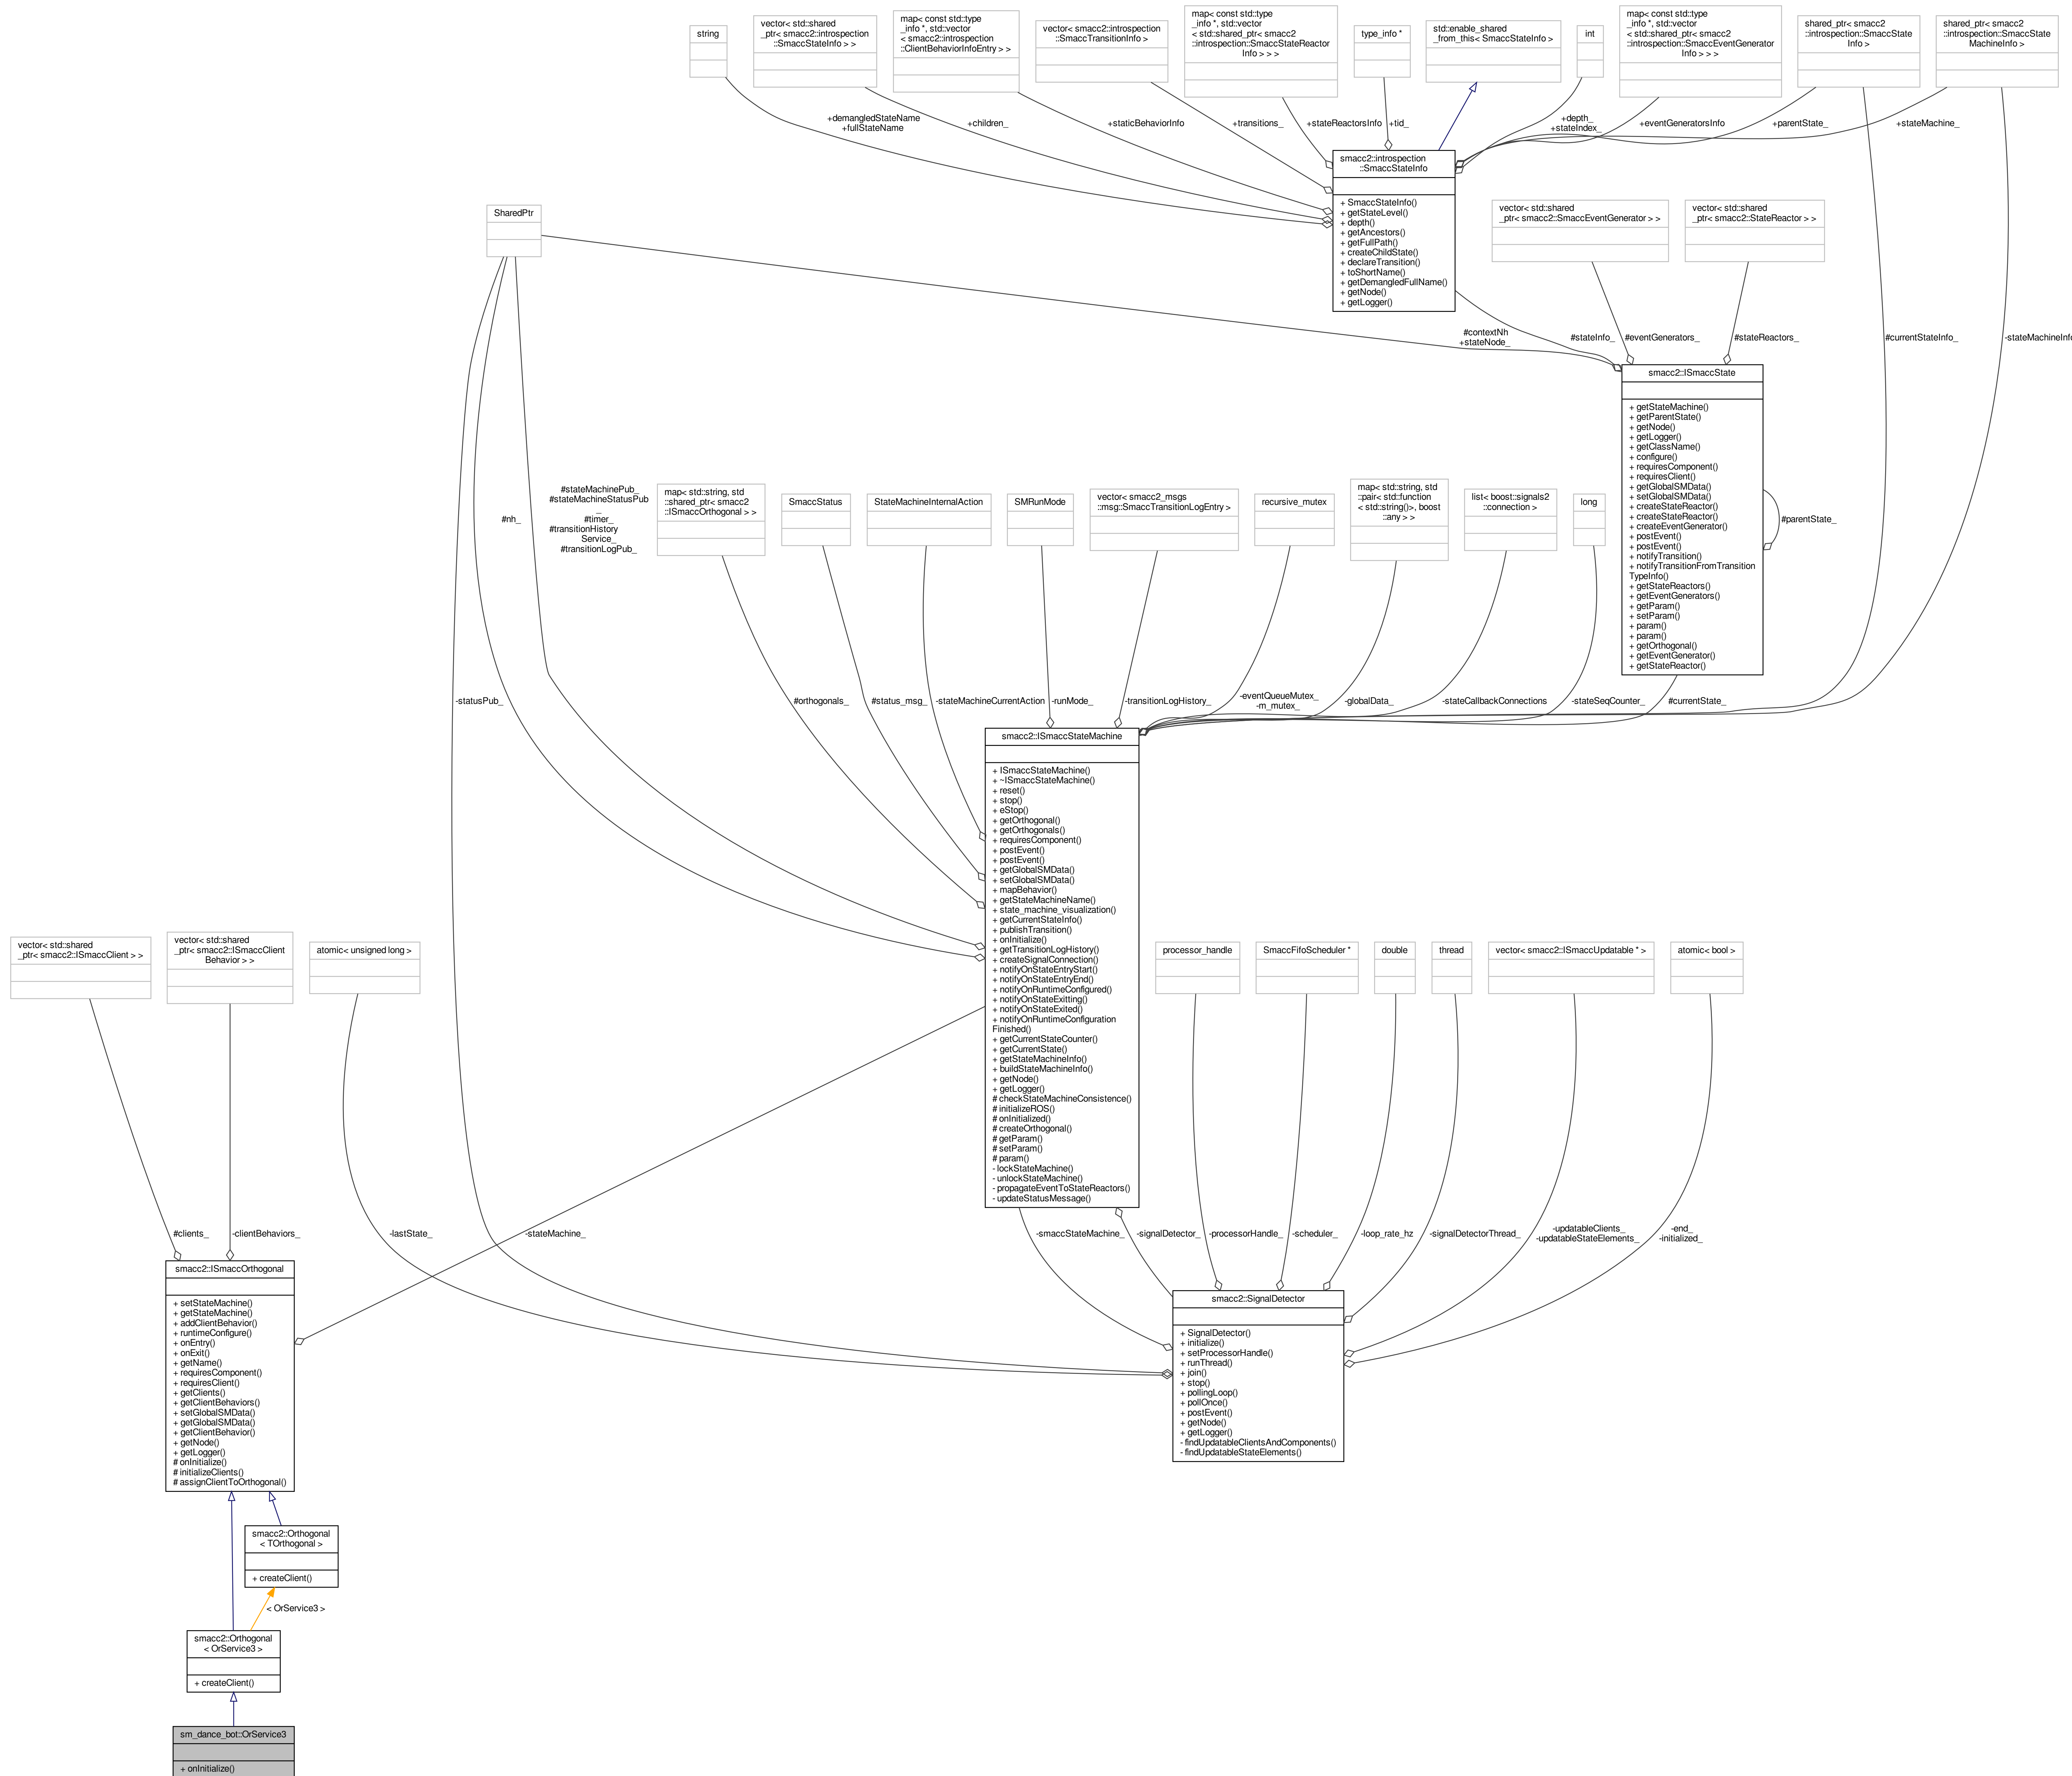 string
vector< std::shared
_ptr< smacc2::introspection
::SmaccStateInfo > >
map< const std::type
_info *, std::vector
< smacc2::introspection
::ClientBehaviorInfoEntry > >
vector< smacc2::introspection
::SmaccTransitionInfo >
map< const std::type
_info *, std::vector
< std::shared_ptr< smacc2
::introspection::SmaccStateReactor
Info > > >
type_info *
std::enable_shared
_from_this< SmaccStateInfo >
int
map< const std::type
_info *, std::vector
< std::shared_ptr< smacc2
::introspection::SmaccEventGenerator
Info > > >
shared_ptr< smacc2
::introspection::SmaccState
Info >
shared_ptr< smacc2
::introspection::SmaccState
MachineInfo >
+demangledStateName
+fullStateName
+children_
+staticBehaviorInfo
+transitions_
+stateReactorsInfo
+tid_
+depth_
+stateIndex_
+eventGeneratorsInfo
+parentState_
+stateMachine_
smacc2::introspection
::SmaccStateInfo
+ SmaccStateInfo()
+ getStateLevel()
+ depth()
+ getAncestors()
+ getFullPath()
+ createChildState()
+ declareTransition()
+ toShortName()
+ getDemangledFullName()
+ getNode()
+ getLogger()
SharedPtr
vector< std::shared
_ptr< smacc2::SmaccEventGenerator > >
vector< std::shared
_ptr< smacc2::StateReactor > >
#contextNh
+stateNode_
#stateInfo_
#eventGenerators_
#stateReactors_
#currentStateInfo_
-stateMachineInfo
smacc2::ISmaccState
+ getStateMachine()
+ getParentState()
+ getNode()
+ getLogger()
+ getClassName()
+ configure()
+ requiresComponent()
+ requiresClient()
+ getGlobalSMData()
+ setGlobalSMData()
+ createStateReactor()
+ createStateReactor()
+ createEventGenerator()
+ postEvent()
+ postEvent()
+ notifyTransition()
+ notifyTransitionFromTransition
TypeInfo()
+ getStateReactors()
+ getEventGenerators()
+ getParam()
+ setParam()
+ param()
+ param()
+ getOrthogonal()
+ getEventGenerator()
+ getStateReactor()
#parentState_
#nh_
#stateMachinePub_
#stateMachineStatusPub
_
#timer_
#transitionHistory
Service_
#transitionLogPub_
map< std::string, std
::shared_ptr< smacc2
::ISmaccOrthogonal > >
SmaccStatus
StateMachineInternalAction
SMRunMode
vector< smacc2_msgs
::msg::SmaccTransitionLogEntry >
recursive_mutex
map< std::string, std
::pair< std::function
< std::string()>, boost
::any > >
list< boost::signals2
::connection >
long
-statusPub_
#orthogonals_
#status_msg_
-stateMachineCurrentAction
-runMode_
-transitionLogHistory_
-eventQueueMutex_
-m_mutex_
-globalData_
-stateCallbackConnections
-stateSeqCounter_
#currentState_
smacc2::ISmaccStateMachine
+ ISmaccStateMachine()
+ ~ISmaccStateMachine()
+ reset()
+ stop()
+ eStop()
+ getOrthogonal()
+ getOrthogonals()
+ requiresComponent()
+ postEvent()
+ postEvent()
+ getGlobalSMData()
+ setGlobalSMData()
+ mapBehavior()
+ getStateMachineName()
+ state_machine_visualization()
+ getCurrentStateInfo()
+ publishTransition()
+ onInitialize()
+ getTransitionLogHistory()
+ createSignalConnection()
+ notifyOnStateEntryStart()
+ notifyOnStateEntryEnd()
+ notifyOnRuntimeConfigured()
+ notifyOnStateExitting()
+ notifyOnStateExited()
+ notifyOnRuntimeConfiguration
Finished()
+ getCurrentStateCounter()
+ getCurrentState()
+ getStateMachineInfo()
+ buildStateMachineInfo()
+ getNode()
+ getLogger()
# checkStateMachineConsistence()
# initializeROS()
# onInitialized()
# createOrthogonal()
# getParam()
# setParam()
# param()
- lockStateMachine()
- unlockStateMachine()
- propagateEventToStateReactors()
- updateStatusMessage()
vector< std::shared
_ptr< smacc2::ISmaccClient > >
vector< std::shared
_ptr< smacc2::ISmaccClient
Behavior > >
atomic< unsigned long >
processor_handle
SmaccFifoScheduler *
double
thread
vector< smacc2::ISmaccUpdatable * >
atomic< bool >
#clients_
-clientBehaviors_
-lastState_
-stateMachine_
-smaccStateMachine_
-signalDetector_
-processorHandle_
-scheduler_
-loop_rate_hz
-signalDetectorThread_
-updatableClients_
-updatableStateElements_
-end_
-initialized_
smacc2::ISmaccOrthogonal
+ setStateMachine()
+ getStateMachine()
+ addClientBehavior()
+ runtimeConfigure()
+ onEntry()
+ onExit()
+ getName()
+ requiresComponent()
+ requiresClient()
+ getClients()
+ getClientBehaviors()
+ setGlobalSMData()
+ getGlobalSMData()
+ getClientBehavior()
+ getNode()
+ getLogger()
# onInitialize()
# initializeClients()
# assignClientToOrthogonal()
smacc2::SignalDetector
+ SignalDetector()
+ initialize()
+ setProcessorHandle()
+ runThread()
+ join()
+ stop()
+ pollingLoop()
+ pollOnce()
+ postEvent()
+ getNode()
+ getLogger()
- findUpdatableClientsAndComponents()
- findUpdatableStateElements()
smacc2::Orthogonal
< TOrthogonal >
+ createClient()
< OrService3 >
smacc2::Orthogonal
< OrService3 >
+ createClient()
sm_dance_bot::OrService3
+ onInitialize()